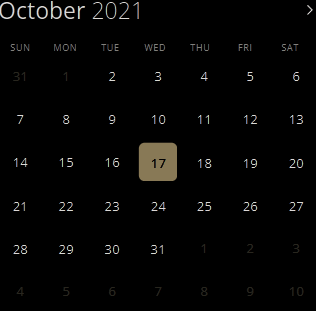 October 2021
SUN MON TUE WED THU FRI SAT
31 1 2 3 4 5 6
7 8 9 10 11 12 13
14 15 16 17 18 19 20
21 22 23 24 25 26 27
28 29 30 31 1 2 3
4 5 6 7 8 9 10